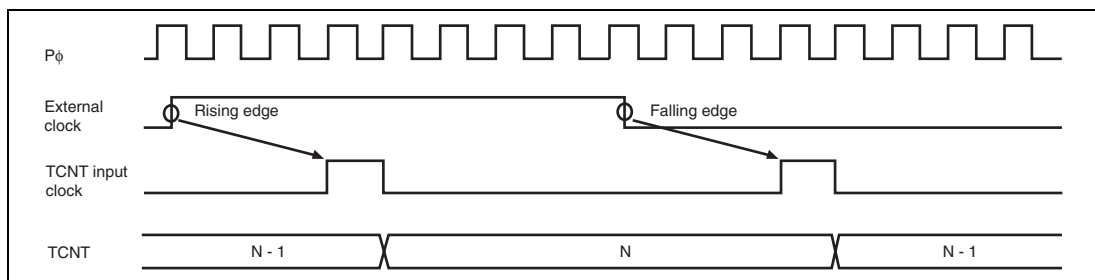 Pϕ
External
clock
Rising edge
Falling edge
TCNT input
clock
TCNT
N - 1
N
N - 1